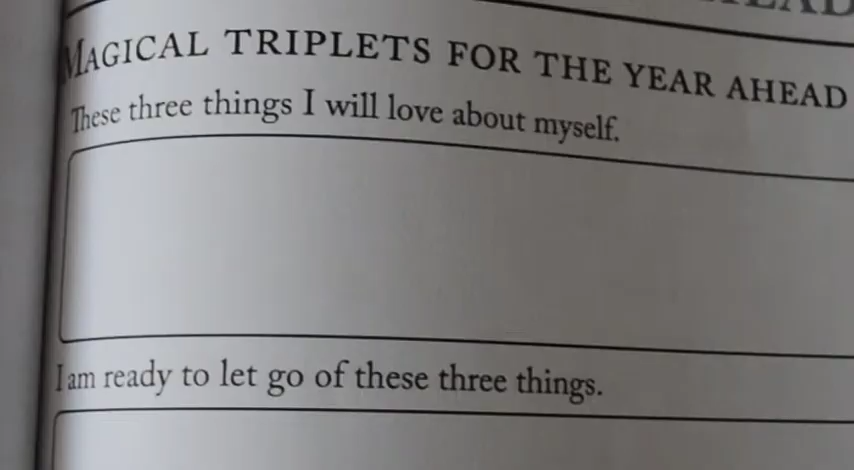 MAGICAL TRIPLETS FOR THE YEAR AHEAD
These three things I will love about myself.
I am ready to let go of these three things.